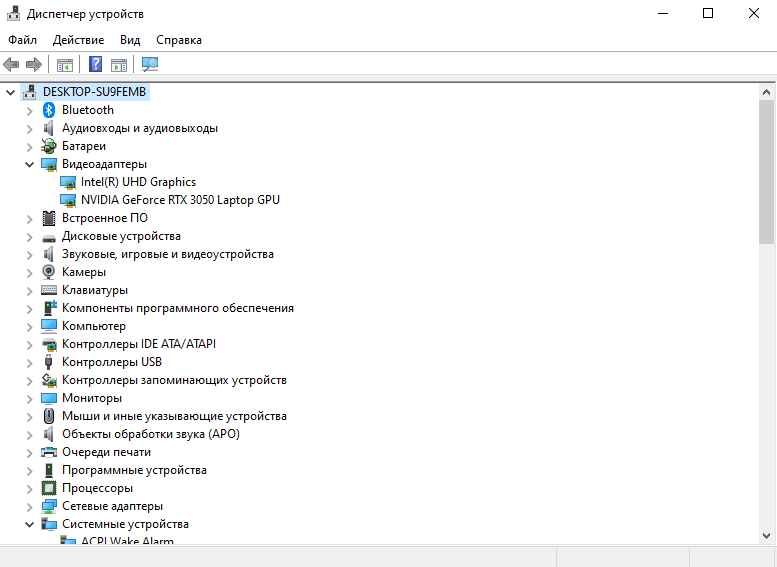 Диспетчер устройств
Файл Действие Вид Справка
DESKTOP-SU9FEMB
Bluetooth
Аудиовходы и аудиовыходы
Батареи
Видеоадаптеры
Intel(R) UHD Graphics
NVIDIA GeForce RTX 3050 Laptop GPU
Встроенное ПО
Дисковые устройства
Звуковые, игровые и видеоустройства
Камеры
Клавиатуры
Компоненты программного обеспечения
Компьютер
Контроллеры IDE ATA/ATAPI
Контроллеры USB
Контроллеры запоминающих устройств
Мониторы
Мыши и иные указывающие устройства
Объекты обработки звука (APO)
Очереди печати
Программные устройства
Процессоры
Сетевые адаптеры
Системные устройства
ACPI Wake Alarm